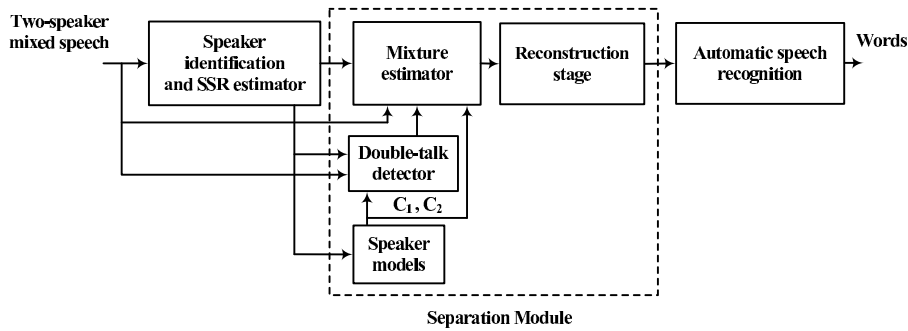 Two-speaker
mixed speech
Speaker
identification
and SSR estimator
Mixture
estimator
Reconstruction
stage
Automatic speech
recognition
Words
Double-talk
detector
C1 , C2
Speaker
models
Separation Module